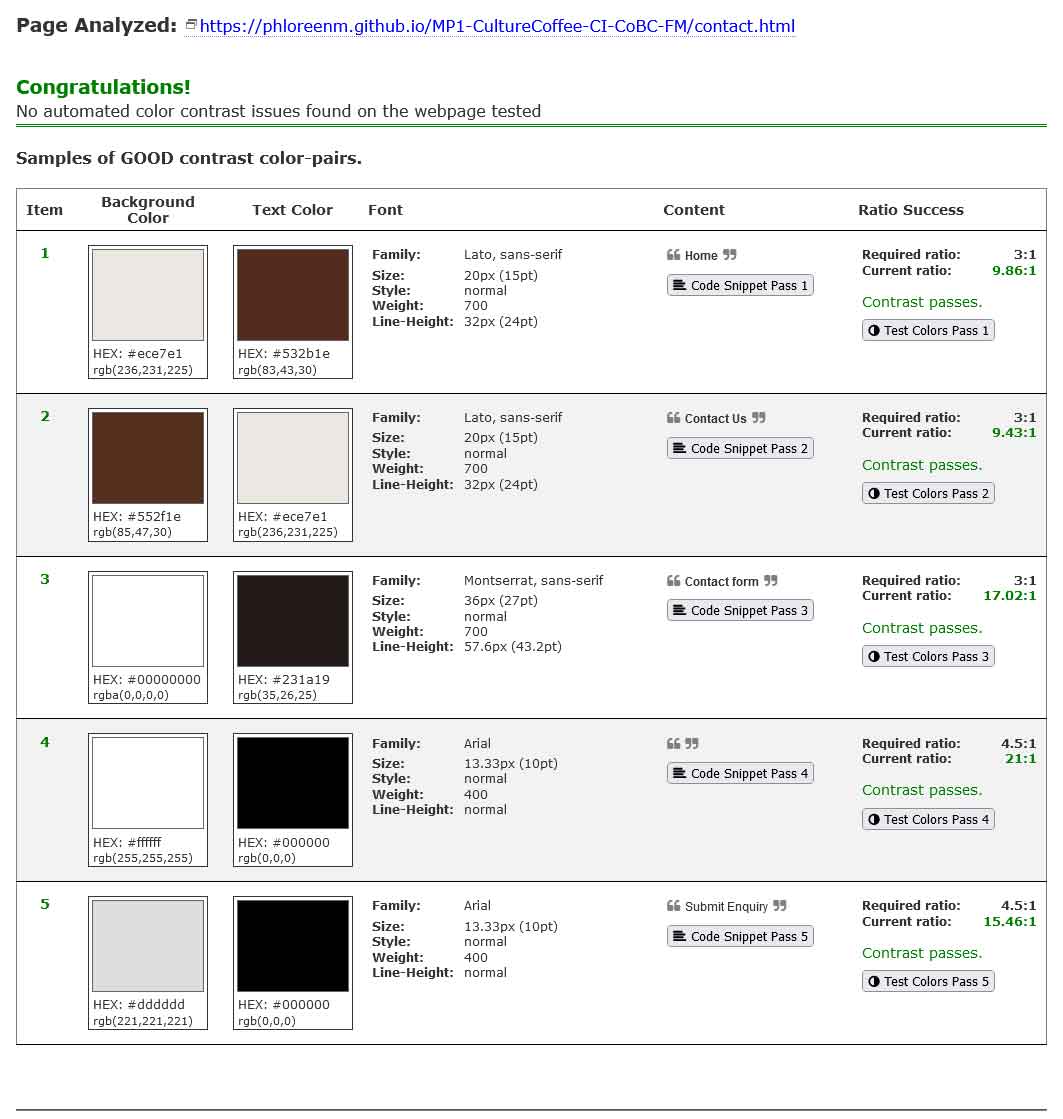 Page Analyzed: https://phloreenm.github.io/MP1-CultureCoffee-CI-CoBC-FM/contact.html
Congratulations!
No automated color contrast issues found on the webpage tested
Samples of GOOD contrast color-pairs.
Item Background Color Text Color Font Content Ratio Success
1
HEX: #ece7e1
rgb(236,231,225)
HEX: #532b1e
rgb(83,43,30)
Family: Lato, sans-serif
Size: 20px (15pt)
Style: normal
Weight: 700
Line-Height: 32px (24pt)
❝ Home ❞
Code Snippet Pass 1
Required ratio: 3:1
Current ratio: 9.86:1
Contrast passes.
Test Colors Pass 1
2
HEX: #552f1e
rgb(85,47,30)
HEX: #ece7e1
rgb(236,231,225)
Family: Lato, sans-serif
Size: 20px (15pt)
Style: normal
Weight: 700
Line-Height: 32px (24pt)
❝ Contact Us ❞
Code Snippet Pass 2
Required ratio: 3:1
Current ratio: 9.43:1
Contrast passes.
Test Colors Pass 2
3
HEX: #00000000
rgba(0,0,0,0)
HEX: #231a19
rgb(35,26,25)
Family: Montserrat, sans-serif
Size: 36px (27pt)
Style: normal
Weight: 700
Line-Height: 57.6px (43.2pt)
❝ Contact form ❞
Code Snippet Pass 3
Required ratio: 3:1
Current ratio: 17.02:1
Contrast passes.
Test Colors Pass 3
4
HEX: #ffffff
rgb(255,255,255)
HEX: #000000
rgb(0,0,0)
Family: Arial
Size: 13.33px (10pt)
Style: normal
Weight: 400
Line-Height: normal
❝ ❞
Code Snippet Pass 4
Required ratio: 4.5:1
Current ratio: 21:1
Contrast passes.
Test Colors Pass 4
5
HEX: #dddddd
rgb(221,221,221)
HEX: #000000
rgb(0,0,0)
Family: Arial
Size: 13.33px (10pt)
Style: normal
Weight: 400
Line-Height: normal
❝ Submit Enquiry ❞
Code Snippet Pass 5
Required ratio: 4.5:1
Current ratio: 15.46:1
Contrast passes.
Test Colors Pass 5